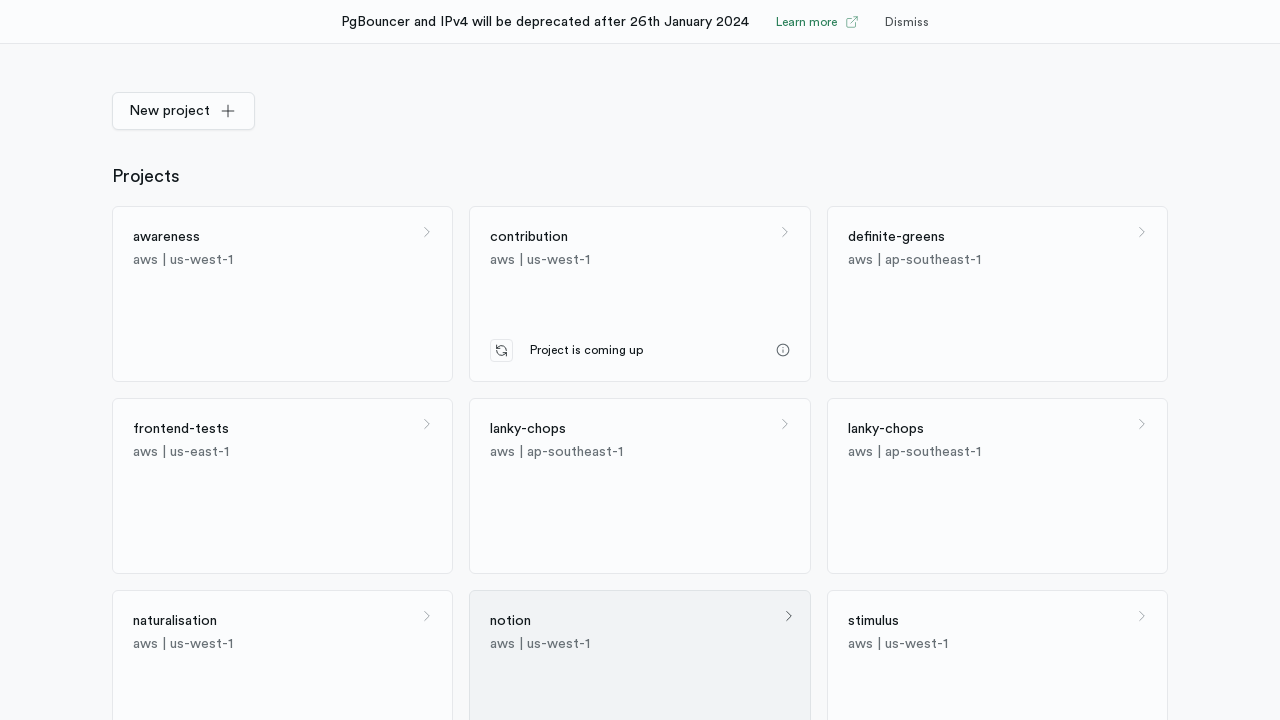 PgBouncer and IPv4 will be deprecated after 26th January 2024 Learn more Dismiss
New project
Projects
awareness
aws | us-west-1
contribution
aws | us-west-1
Project is coming up
definite-greens
aws | ap-southeast-1
frontend-tests
aws | us-east-1
lanky-chops
aws | ap-southeast-1
lanky-chops
aws | ap-southeast-1
naturalisation
aws | us-west-1
notion
aws | us-west-1
stimulus
aws | us-west-1